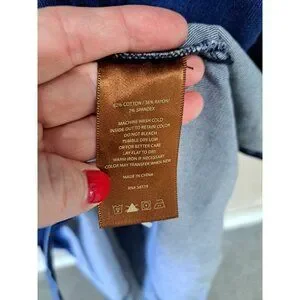 62% COTTON / 36% RAYON/
2% SPANDEX
MACHINE WASH COLD
INSIDE OUT TO RETAIN COLOR
DO NOT BLEACH
TUMBLE DRY LOW
OR FOR BETTER CARE
LAY FLAT TO DRY
WARM IRON IF NECESSARY
COLOR MAY TRANSFER WHEN NEW
MADE IN CHINA
RN#